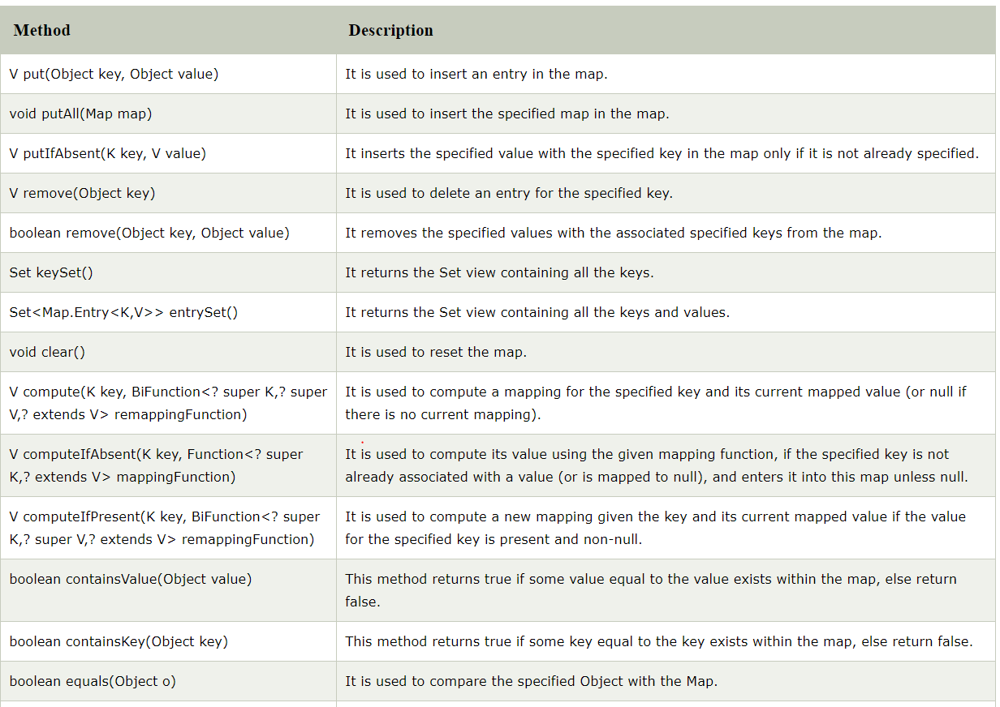 Method Description
V put(Object key, Object value) It is used to insert an entry in the map.
void putAll(Map map) It is used to insert the specified map in the map.
V putIfAbsent(K key, V value) It inserts the specified value with the specified key in the map only if it is not already specified.
V remove(Object key) It is used to delete an entry for the specified key.
boolean remove(Object key, Object value) It removes the specified values with the associated specified keys from the map.
Set keySet() It returns the Set view containing all the keys.
Set<Map.Entry<K,V>> entrySet() It returns the Set view containing all the keys and values.
void clear() It is used to reset the map.
V compute(K key, BiFunction<? super K,? super
V,? extends V> remappingFunction)
It is used to compute a mapping for the specified key and its current mapped value (or null if
there is no current mapping).
V computeIfAbsent(K key, Function<? super
K,? extends V> mappingFunction)
It is used to compute its value using the given mapping function, if the specified key is not
already associated with a value (or is mapped to null), and enters it into this map unless null.
V computeIfPresent(K key, BiFunction<? super
K,? super V,? extends V> remappingFunction)
It is used to compute a new mapping given the key and its current mapped value if the value
for the specified key is present and non-null.
boolean containsValue(Object value)
This method returns true if some value equal to the value exists within the map, else return
false.
boolean containsKey(Object key) This method returns true if some key equal to the key exists within the map, else return false.
boolean equals(Object o) It is used to compare the specified Object with the Map.